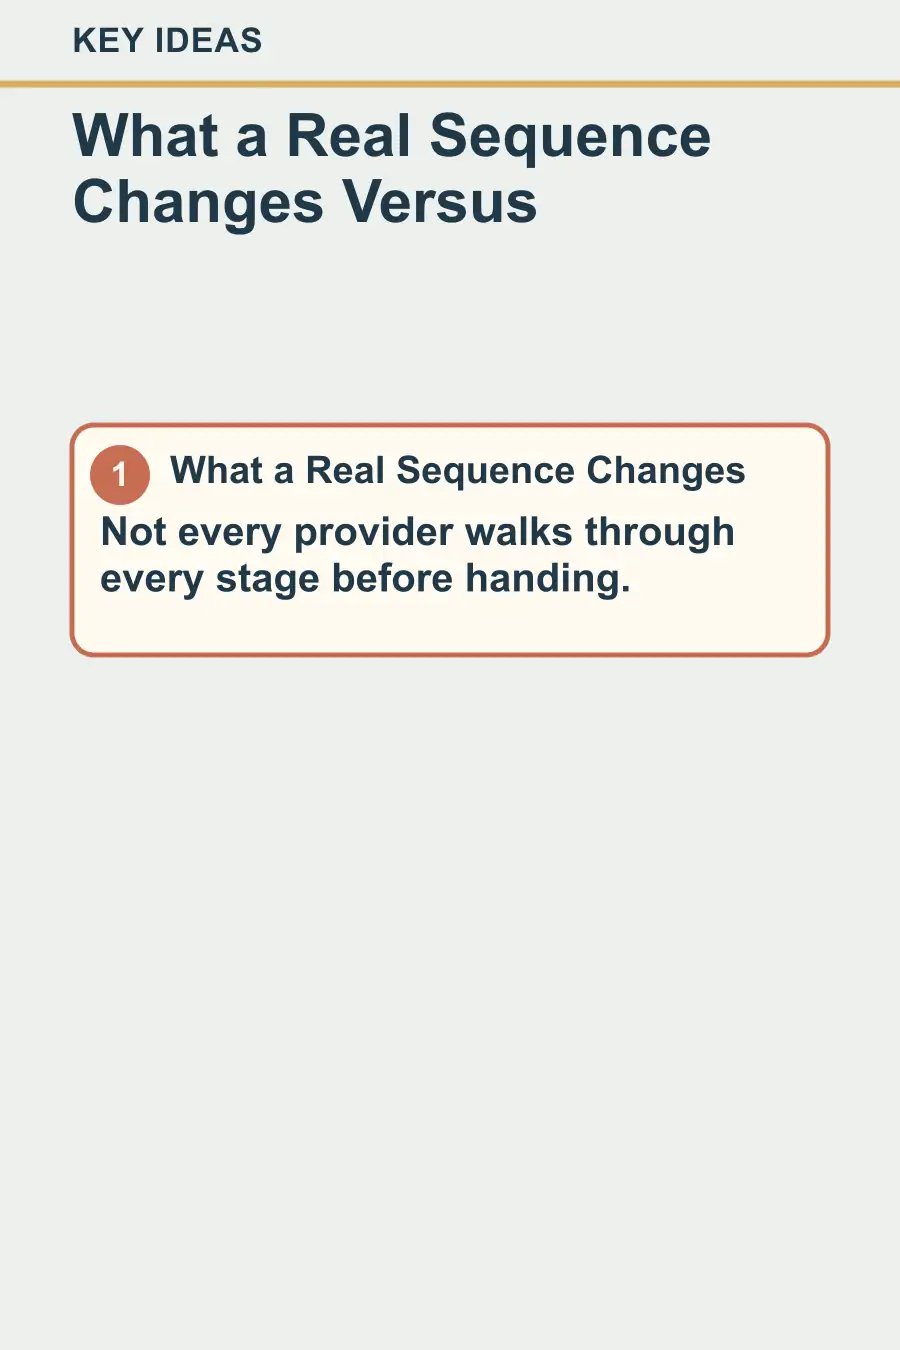 KEY IDEAS
What a Real Sequence
Changes Versus
1 What a Real Sequence Changes
Not every provider walks through
every stage before handing.